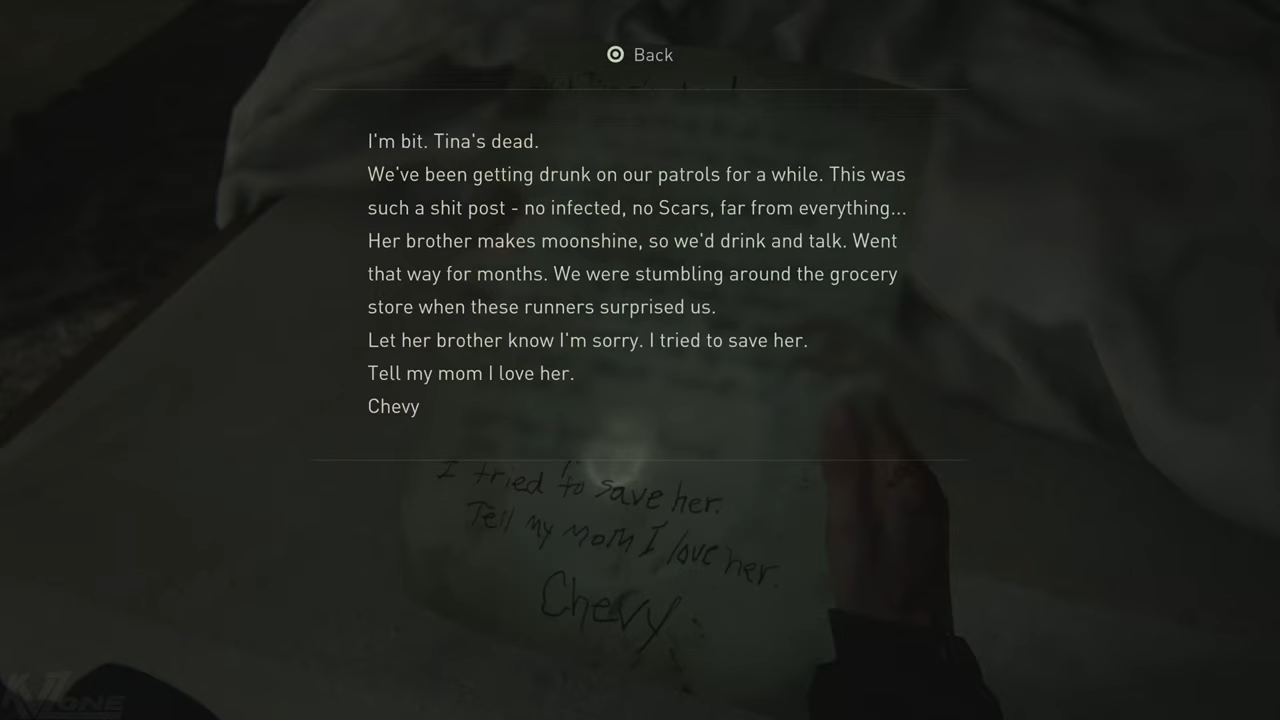 Back
I'm bit. Tina's dead.
We've been getting drunk on our patrols for a while. This was
such a shit post - no infected, no Scars, far from everything...
Her brother makes moonshine, so we'd drink and talk. Went
that way for months. We were stumbling around the grocery
store when these runners surprised us.
Let her brother know I'm sorry. I tried to save her.
Tell my mom I love her.
Chevy
I tried to save her.
Tell my mom I love her.
Chevy